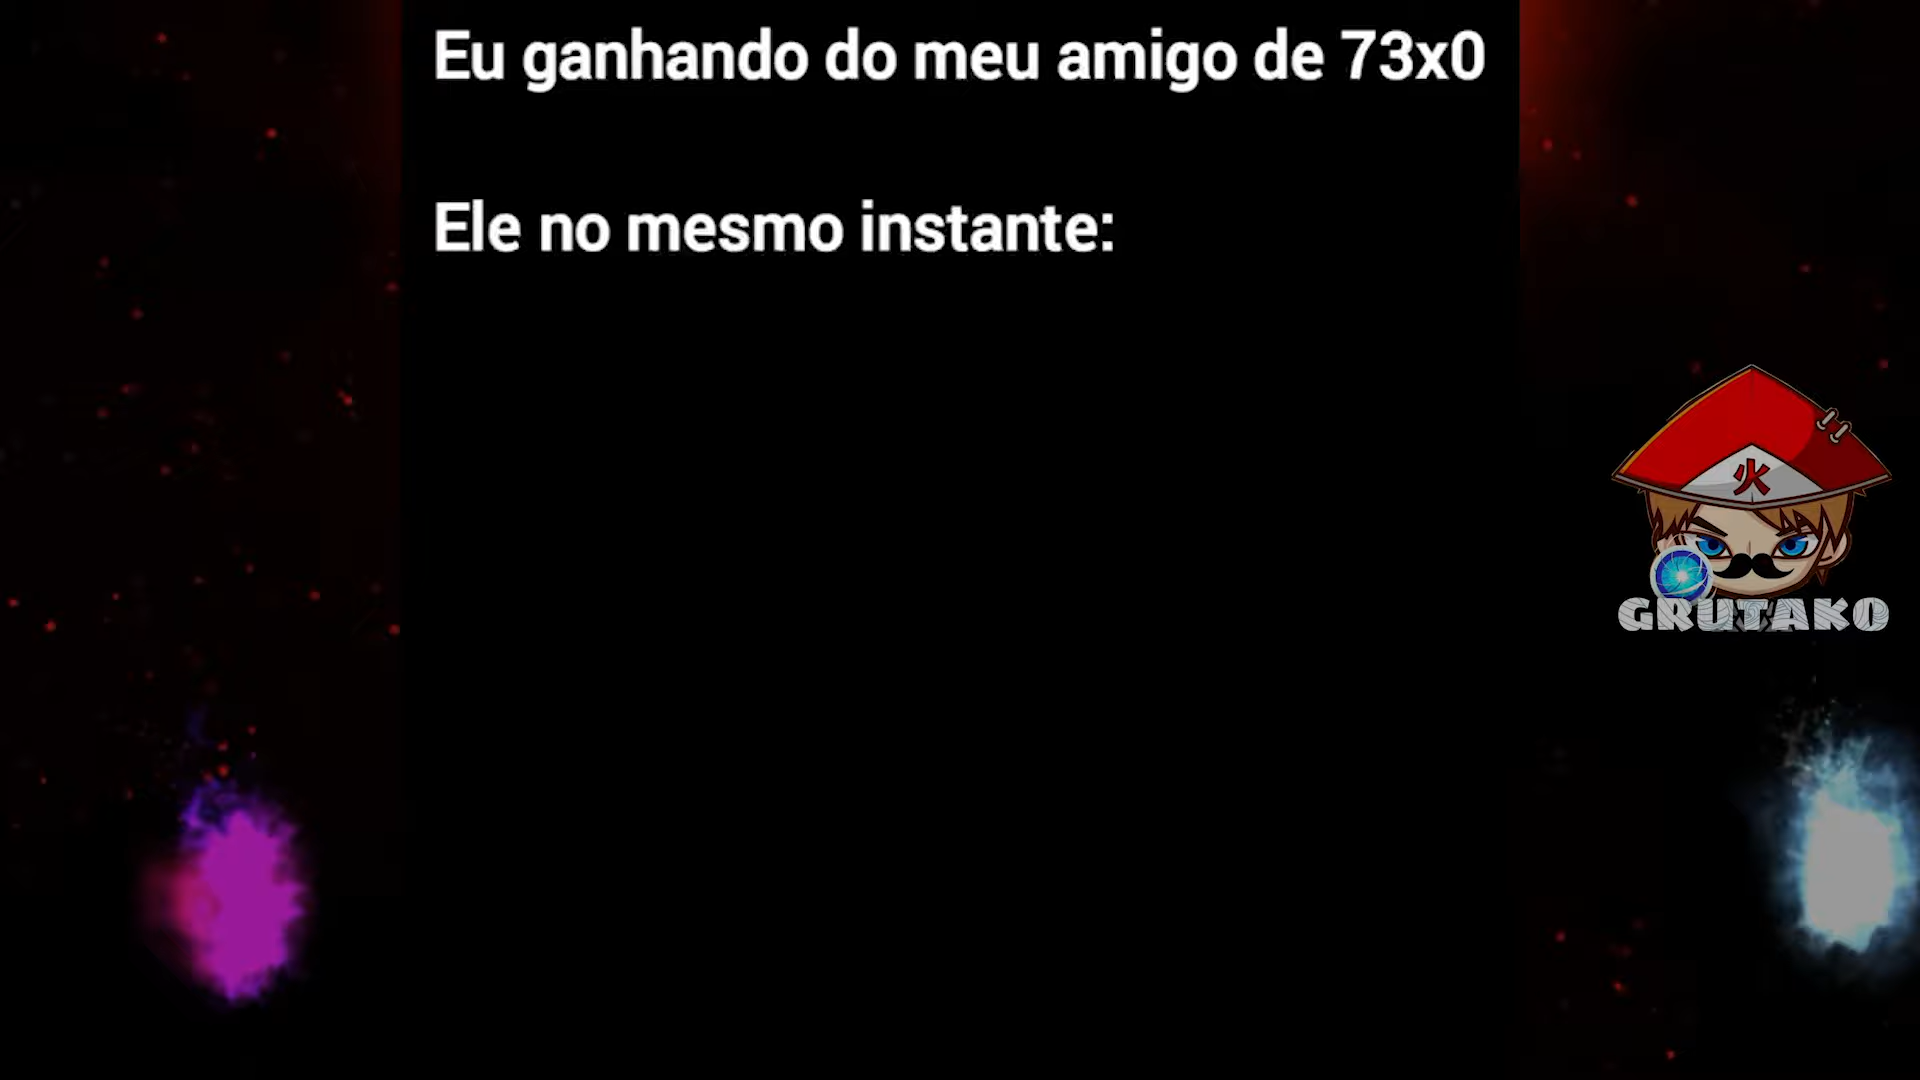 Eu ganhando do meu amigo de 73x0
Ele no mesmo instante:
火
GRUTAKO